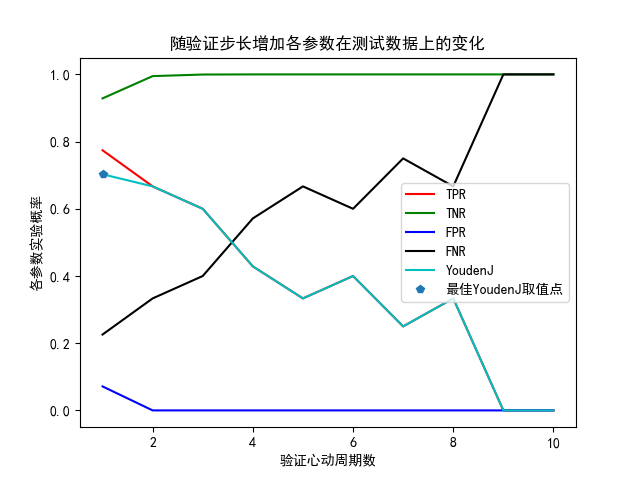 随验证步长增加各参数在测试数据上的变化
各参数实验概率
1.0
0.8
0.6
0.4
0.2
0.0
TPR
TNR
FPR
FNR
YoudenJ
最佳YoudenJ取值点
2
4
6
8
10
验证心动周期数